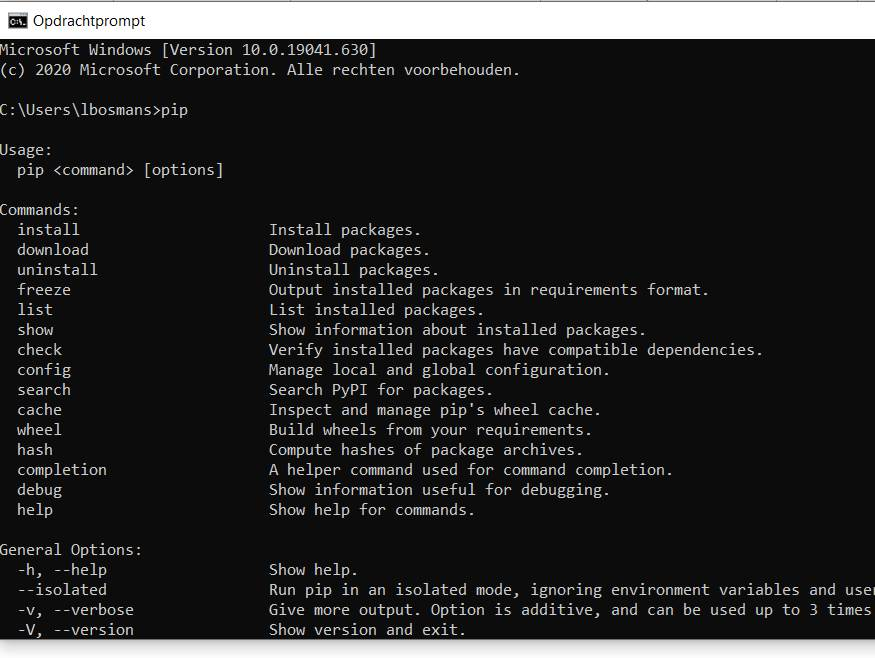 Opdrachtprompt
Microsoft Windows [Version 10.0.19041.630]
(c) 2020 Microsoft Corporation. Alle rechten voorbehouden.
C:\Users\lbosmans>pip
Usage:
pip <command> [options]
Commands:
install Install packages.
download Download packages.
uninstall Uninstall packages.
freeze Output installed packages in requirements format.
list List installed packages.
show Show information about installed packages.
check Verify installed packages have compatible dependencies.
config Manage local and global configuration.
search Search PyPI for packages.
cache Inspect and manage pip's wheel cache.
wheel Build wheels from your requirements.
hash Compute hashes of package archives.
completion A helper command used for command completion.
debug Show information useful for debugging.
help Show help for commands.
General Options:
-h, --help Show help.
--isolated Run pip in an isolated mode, ignoring environment variables and
-v, --verbose Give more output. Option is additive, and can be used up to 3 times
-V, --version Show version and exit.